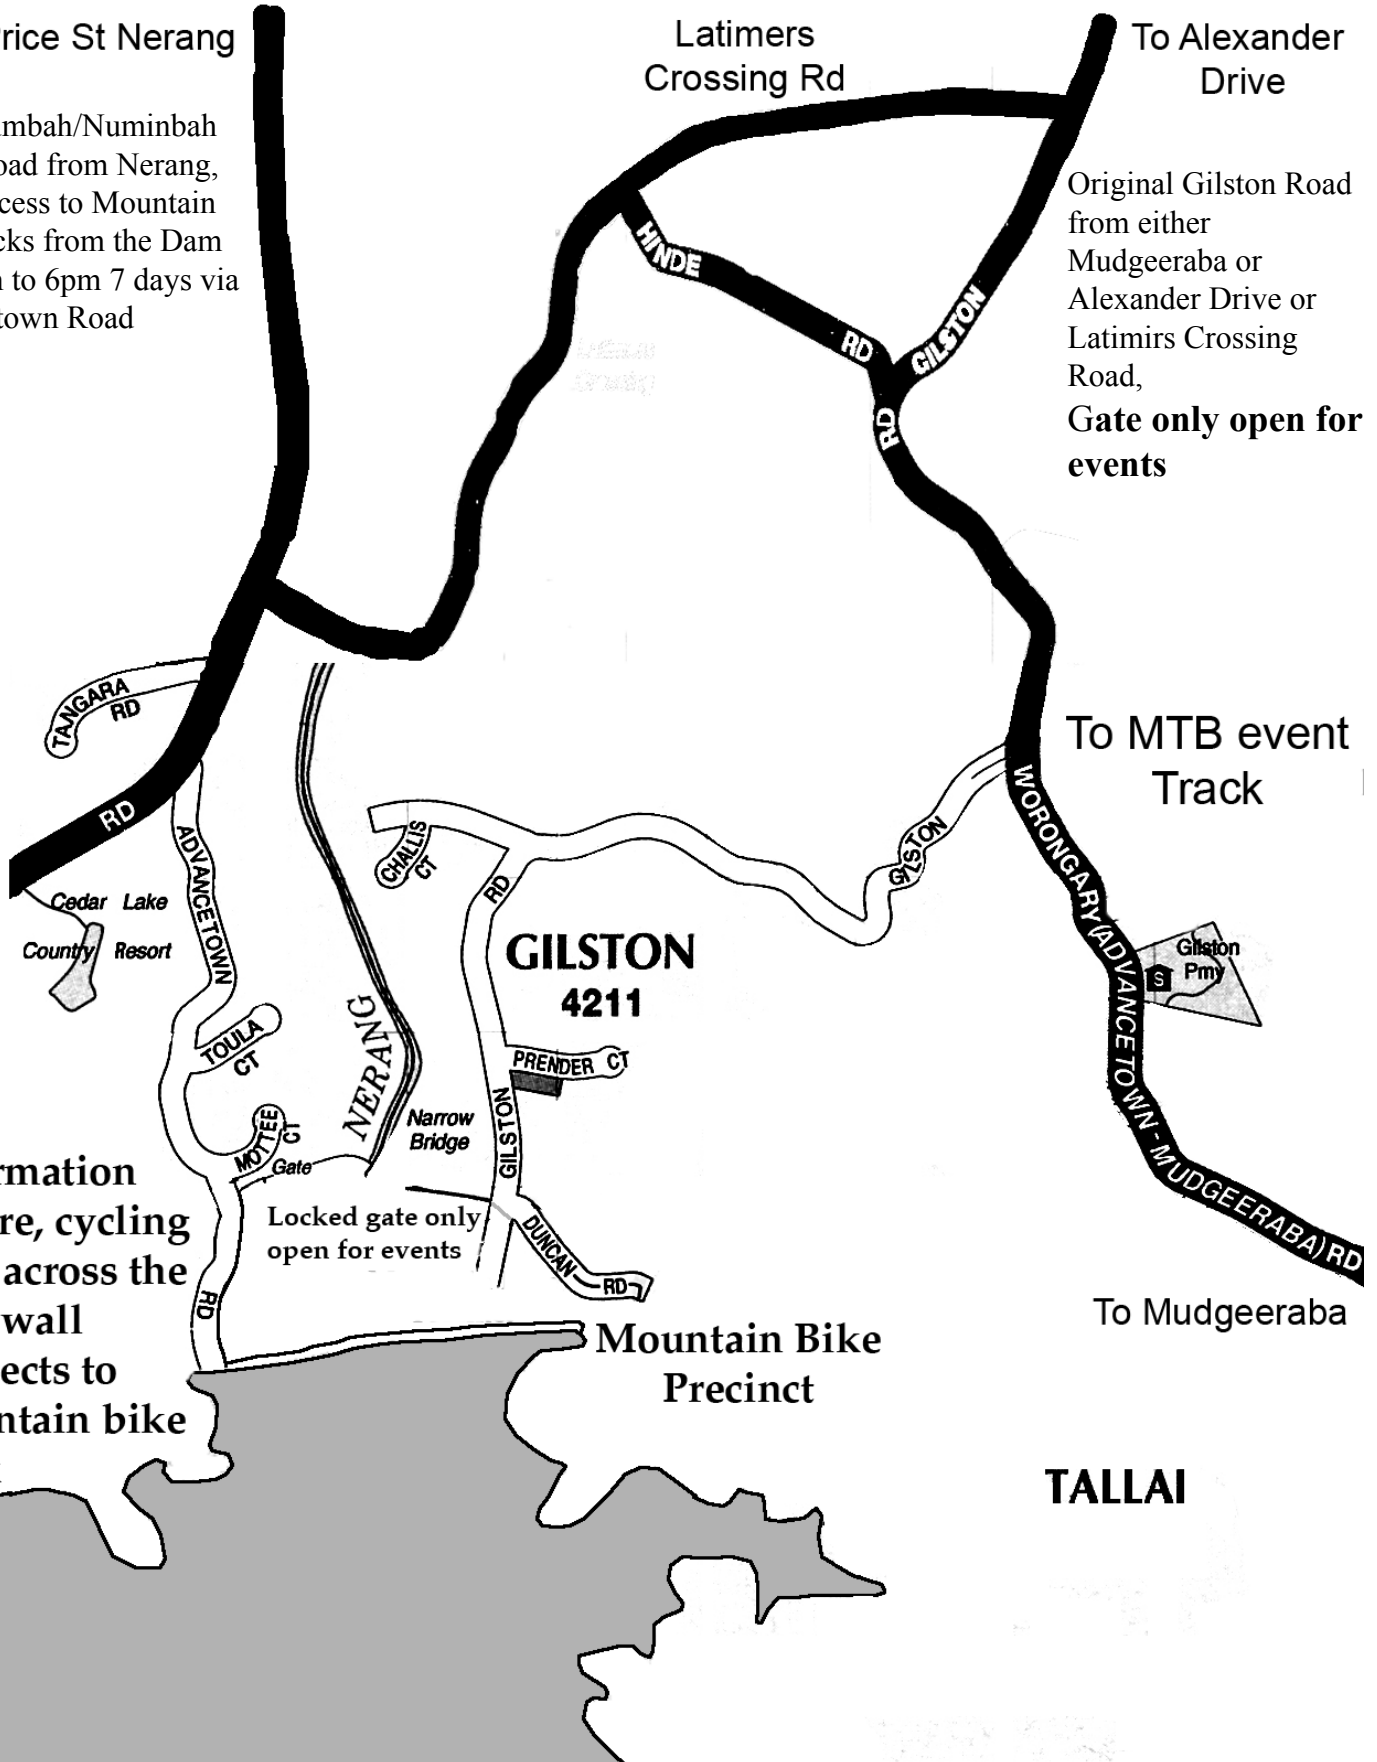 rice St Nerang
Latimers
Crossing Rd
To Alexander
Drive
mbah/Numinbah
oad from Nerang,
cess to Mountain
cks from the Dam
n to 6pm 7 days via
town Road
Original Gilston Road
from either
Mudgeeraba or
Alexander Drive or
Latimirs Crossing
Road,
Gate only open for
events
HINDE
RD
GILSTON
RD
TANGARA
RD
RD
To MTB event
Track
WORONGARY (ADVANCETOWN - MUDGEERABA) RD
ADVANCETOWN
CHALLIS
CT
GILSTON
RD
Cedar Lake
Country Resort
GILSTON
4211
Gilston
Pmy
S
TOULA
CT
NERANG
PRENDER CT
MOTTEE
CT
Gate
Narrow
Bridge
GILSTON
rmation
re, cycling
across the
wall
ects to
ntain bike
Locked gate only
open for events
DUNCAN RD
RD
To Mudgeeraba
Mountain Bike
Precinct
TALLAI